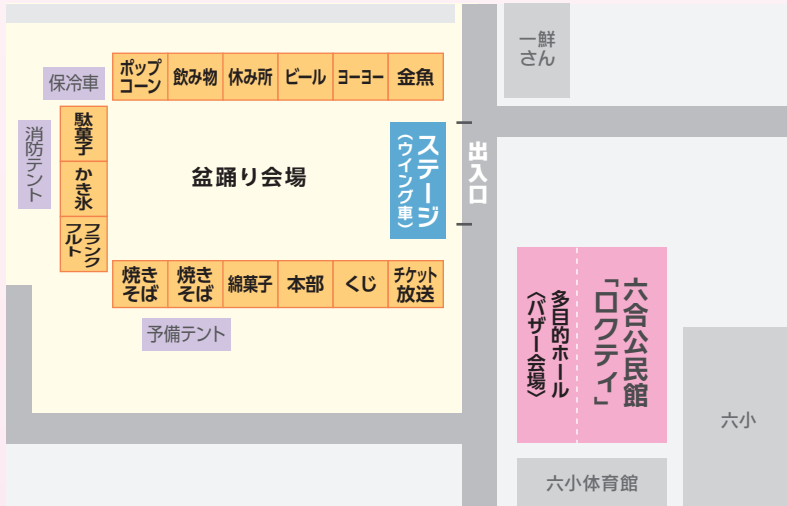 一鮮
さん
保冷車
ポップ
コーン
飲み物
休み所
ビール
ヨーヨー
金魚
消防テント
駄菓子
かき氷
フランク
フルト
盆踊り会場
ステージ
（ウイング車）
出入口
焼き
そば
焼き
そば
綿菓子
本部
くじ
チケット
放送
予備テント
六合公民館
「ロクティ」
多目的ホール
〈バザー会場〉
六小
六小体育館